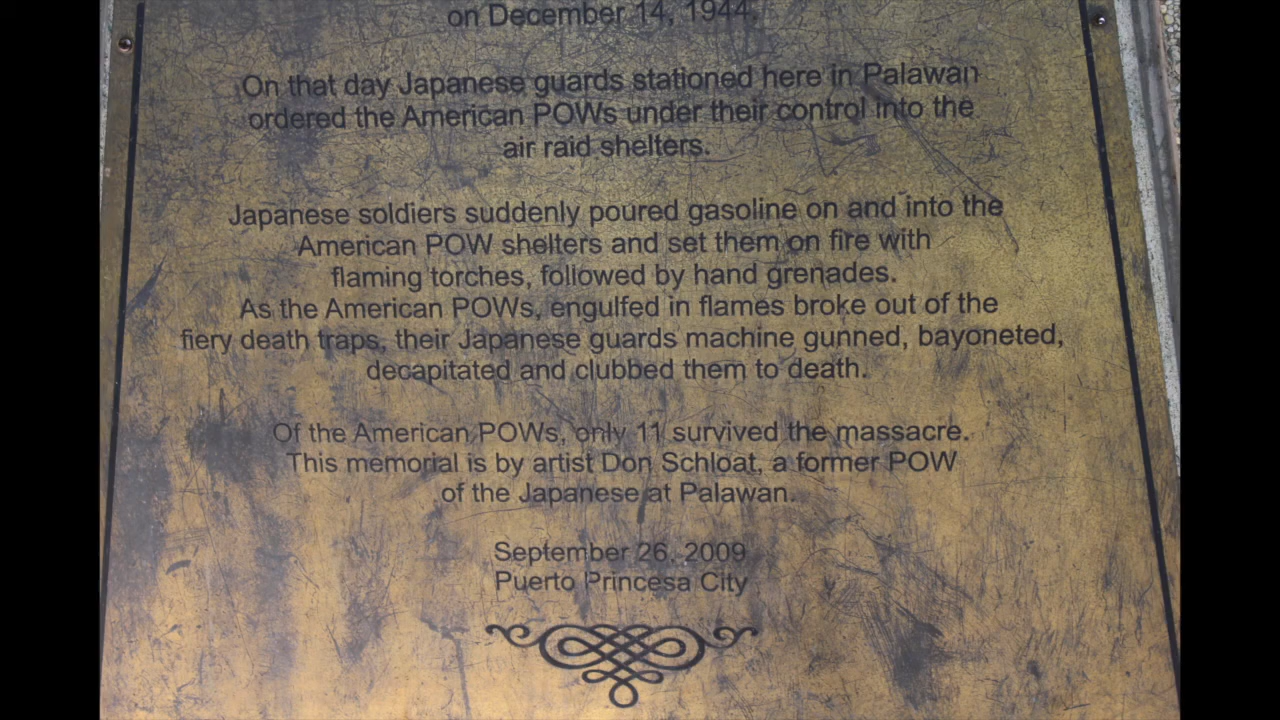 on December 14, 1944.
On that day Japanese guards stationed here in Palawan
ordered the American POWs under their control into the
air raid shelters.
Japanese soldiers suddenly poured gasoline on and into the
American POW shelters and set them on fire with
flaming torches, followed by hand grenades.
As the American POWs, engulfed in flames broke out of the
fiery death traps, their Japanese guards machine gunned, bayoneted,
decapitated and clubbed them to death.
Of the American POWs, only 11 survived the massacre.
This memorial is by artist Don Schloat, a former POW
of the Japanese at Palawan.
September 26, 2009
Puerto Princesa City